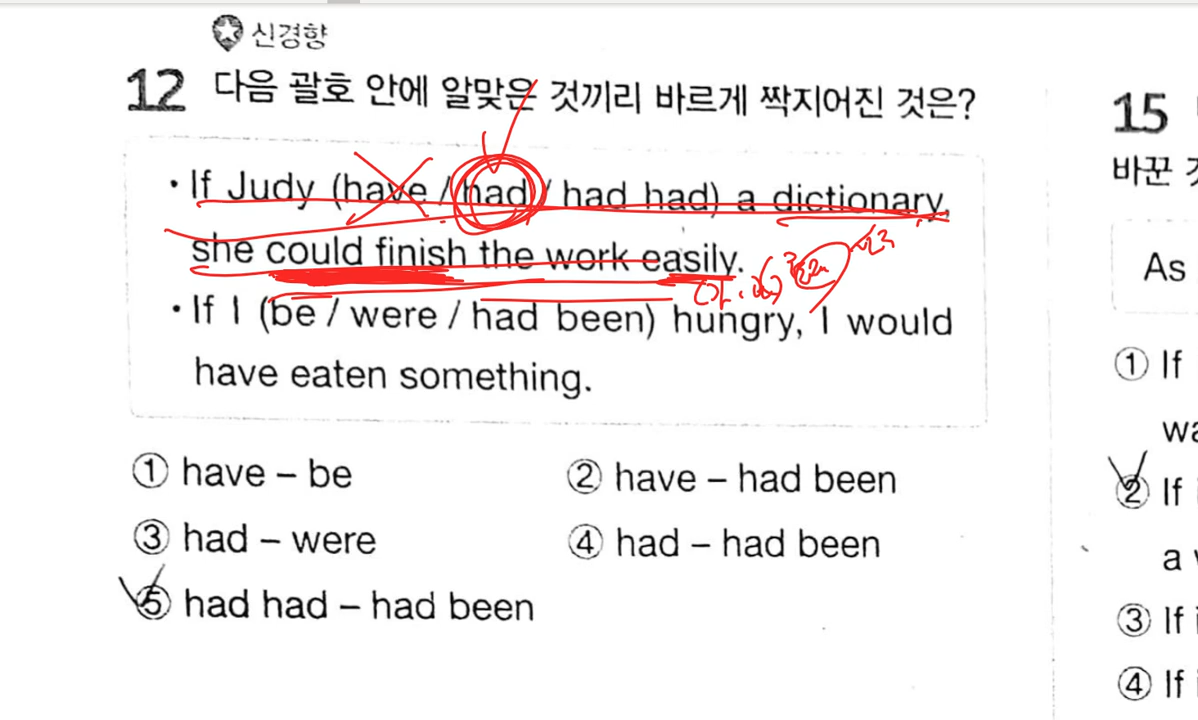 신경향
12 다음 괄호 안에 알맞은 것끼리 바르게 짝지어진 것은?
• If Judy (have / had / had had) a dictionary,
she could finish the work easily.
• If I (be / were / had been) hungry, I would
have eaten something.
① have – be
② have – had been
③ had – were
④ had – had been
⑤ had had – had been
15
바꾼
As
① If
② If
a
③ If
④ If